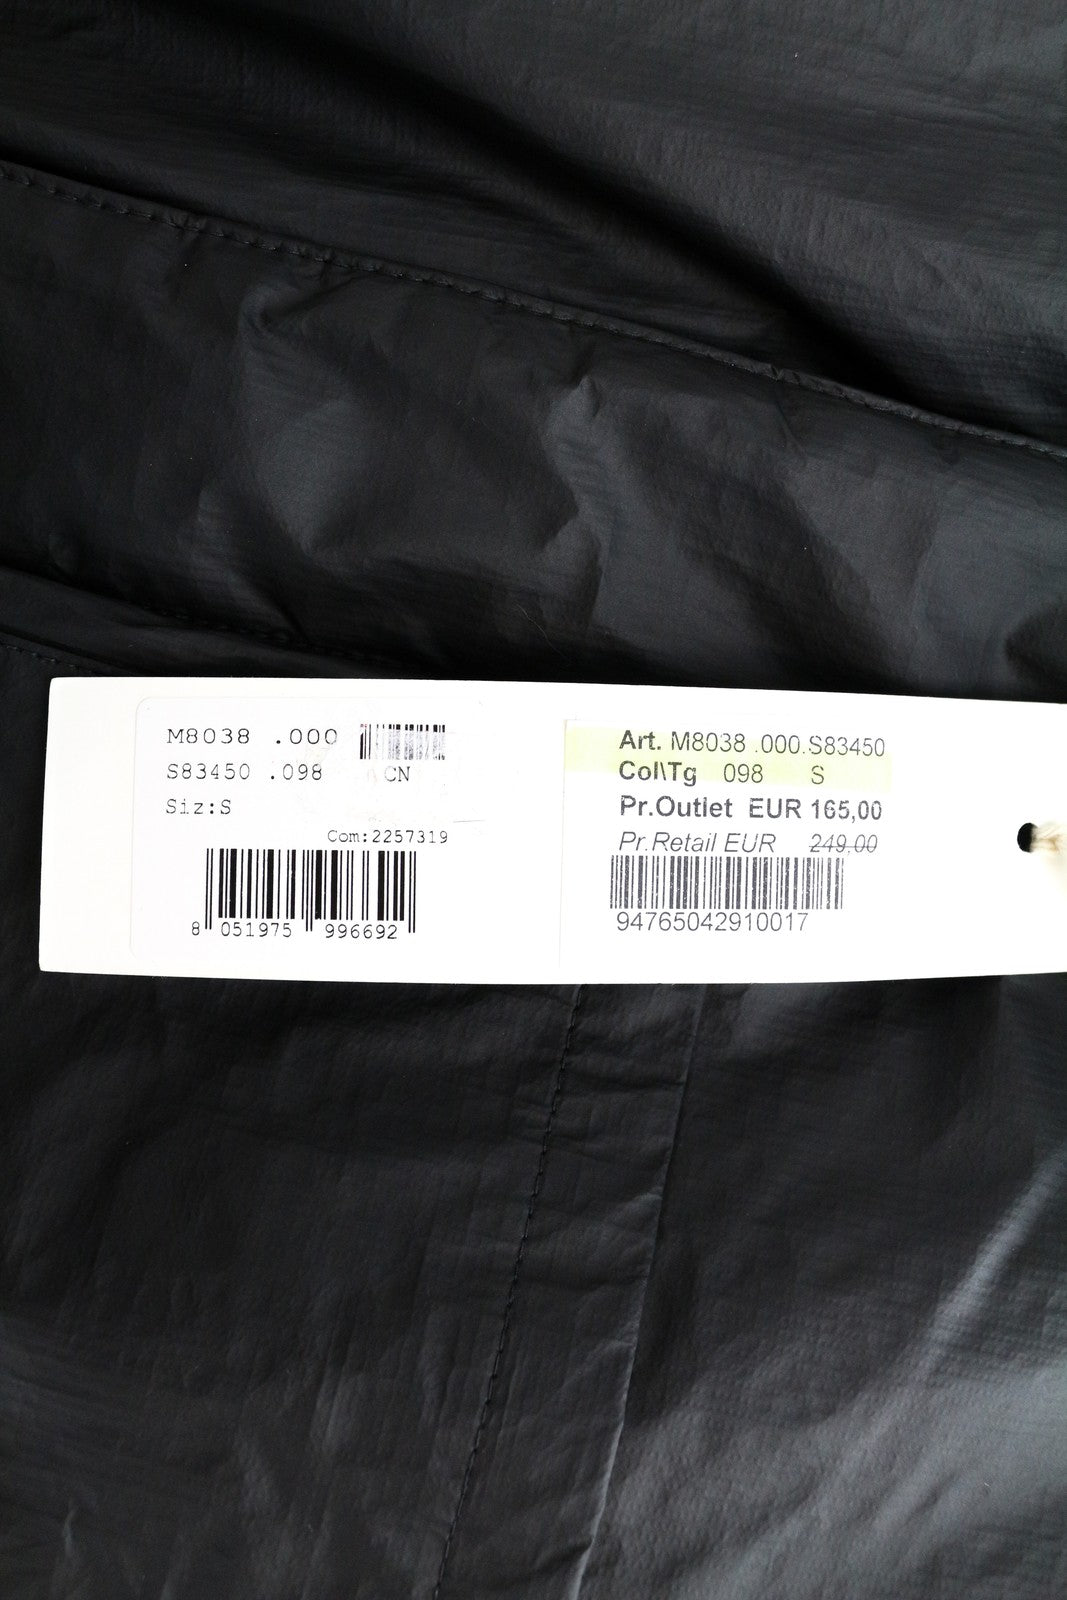 M8038 .000
S83450 .098 CN
Siz:S
Com:2257319
8 051975 996692
Art. M8038 .000.S83450
Col\Tg 098 S
Pr.Outlet EUR 165,00
Pr.Retail EUR 249,00
94765042910017